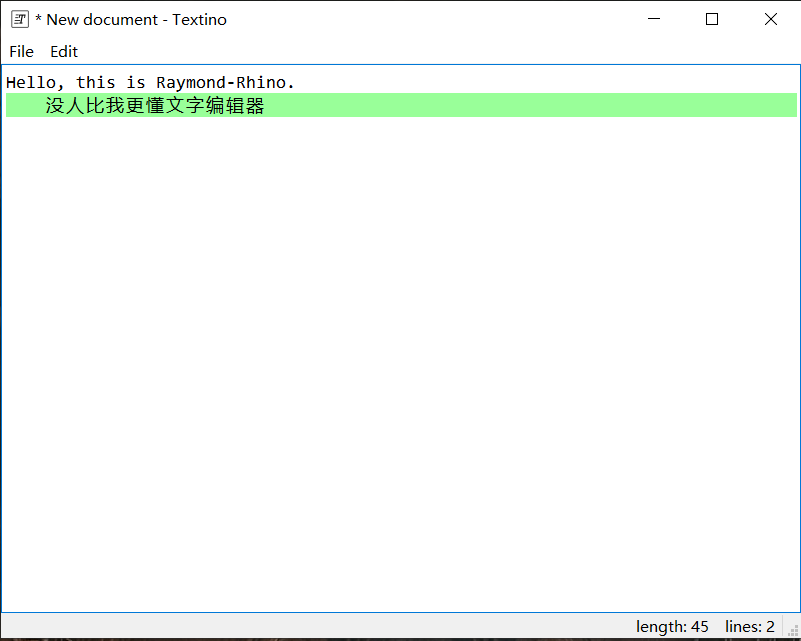 * New document - Textino
File Edit
Hello, this is Raymond-Rhino.
    没人比我更懂文字编辑器
length: 45 lines: 2